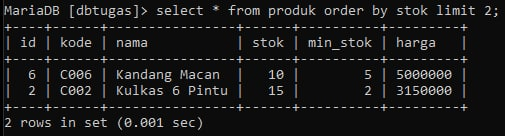 MariaDB [dbtugas]> select * from produk order by stok limit 2;
+----+------+----------------+------+----------+---------+
| id | kode | nama           | stok | min_stok | harga   |
+----+------+----------------+------+----------+---------+
|  6 | C006 | Kandang Macan  |   10 |        5 | 5000000 |
|  2 | C002 | Kulkas 6 Pintu |   15 |        2 | 3150000 |
+----+------+----------------+------+----------+---------+
2 rows in set (0.001 sec)